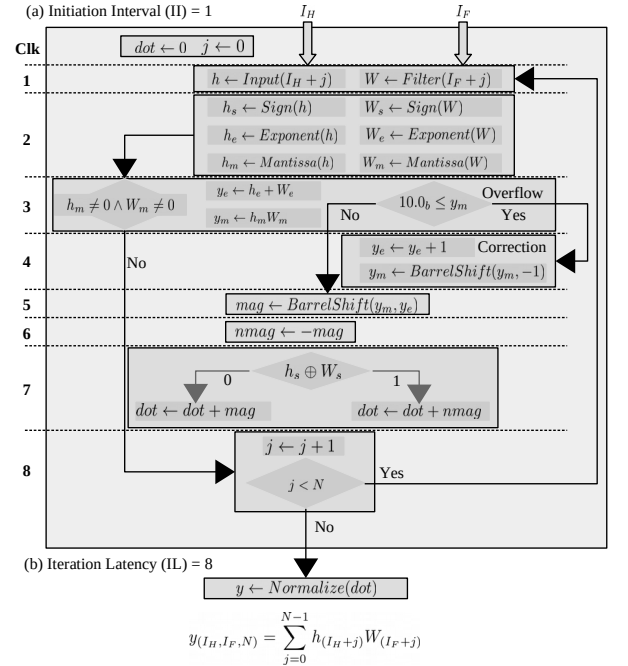 (a) Initiation Interval (II) = 1
I_H I_F
Clk
dot ← 0 j ← 0
1
h ← Input(I_H + j) W ← Filter(I_F + j)
2
h_s ← Sign(h) W_s ← Sign(W)
h_e ← Exponent(h) W_e ← Exponent(W)
h_m ← Mantissa(h) W_m ← Mantissa(W)
3
h_m ≠ 0 ∧ W_m ≠ 0
y_e ← h_e + W_e
y_m ← h_m W_m
10.0_b ≤ y_m
Overflow
No Yes
4
No
y_e ← y_e + 1 Correction
y_m ← BarrelShift(y_m, −1)
5
mag ← BarrelShift(y_m, y_e)
6
nmag ← −mag
7
h_s ⊕ W_s
0 1
dot ← dot + mag dot ← dot + nmag
8
j ← j + 1
j < N
Yes
No
(b) Iteration Latency (IL) = 8
y ← Normalize(dot)
y_{(I_H, I_F, N)} = \sum_{j=0}^{N−1} h_{(I_H+j)} W_{(I_F+j)}